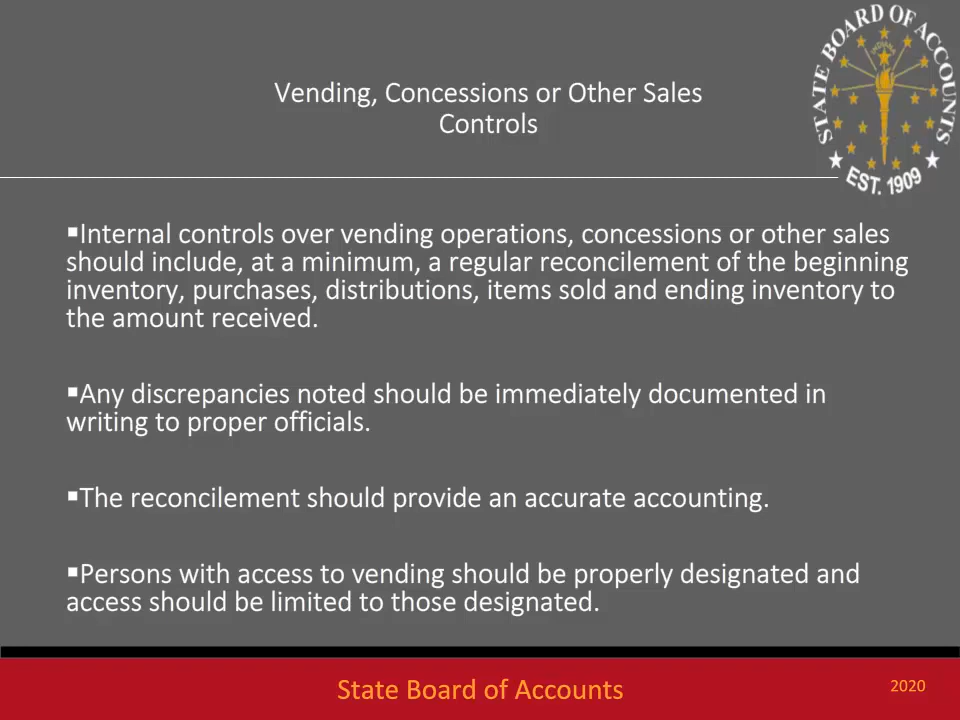 Vending, Concessions or Other Sales
Controls
STATE BOARD OF ACCOUNTS
INDIANA
EST. 1909
▪Internal controls over vending operations, concessions or other sales
should include, at a minimum, a regular reconcilement of the beginning
inventory, purchases, distributions, items sold and ending inventory to
the amount received.
▪Any discrepancies noted should be immediately documented in
writing to proper officials.
▪The reconcilement should provide an accurate accounting.
▪Persons with access to vending should be properly designated and
access should be limited to those designated.
State Board of Accounts
2020